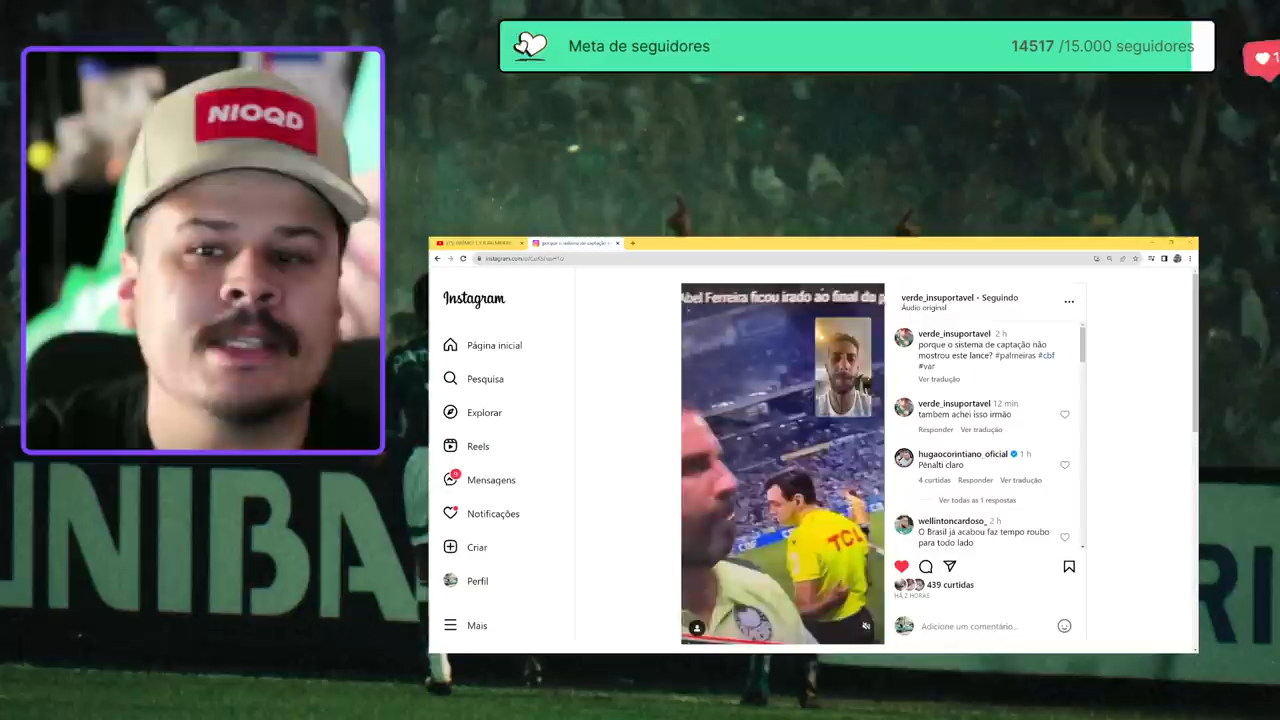 Meta de seguidores
14517 /15.000 seguidores
NIOQD
Instagram
Página inicial
Pesquisa
Explorar
Reels
9
Mensagens
Notificações
Criar
Perfil
Mais
Abel Ferreira ficou irado ao final do
TCL
verde_insuportavel • Seguindo
Áudio original
verde_insuportavel 2 h
porque o sistema de captação não
mostrou este lance? #palmeiras #cbf
#var
Ver tradução
verde_insuportavel 12 min
tambem achei isso irmão
Responder Ver tradução
hugaocorintiano_oficial 1 h
Pênalti claro
4 curtidas Responder Ver tradução
Ver todas as 1 respostas
wellintoncardoso_ 2 h
O Brasil já acabou faz tempo roubo
para todo lado
439 curtidas
HÁ 2 HORAS
Adicione um comentário...
UNIBA